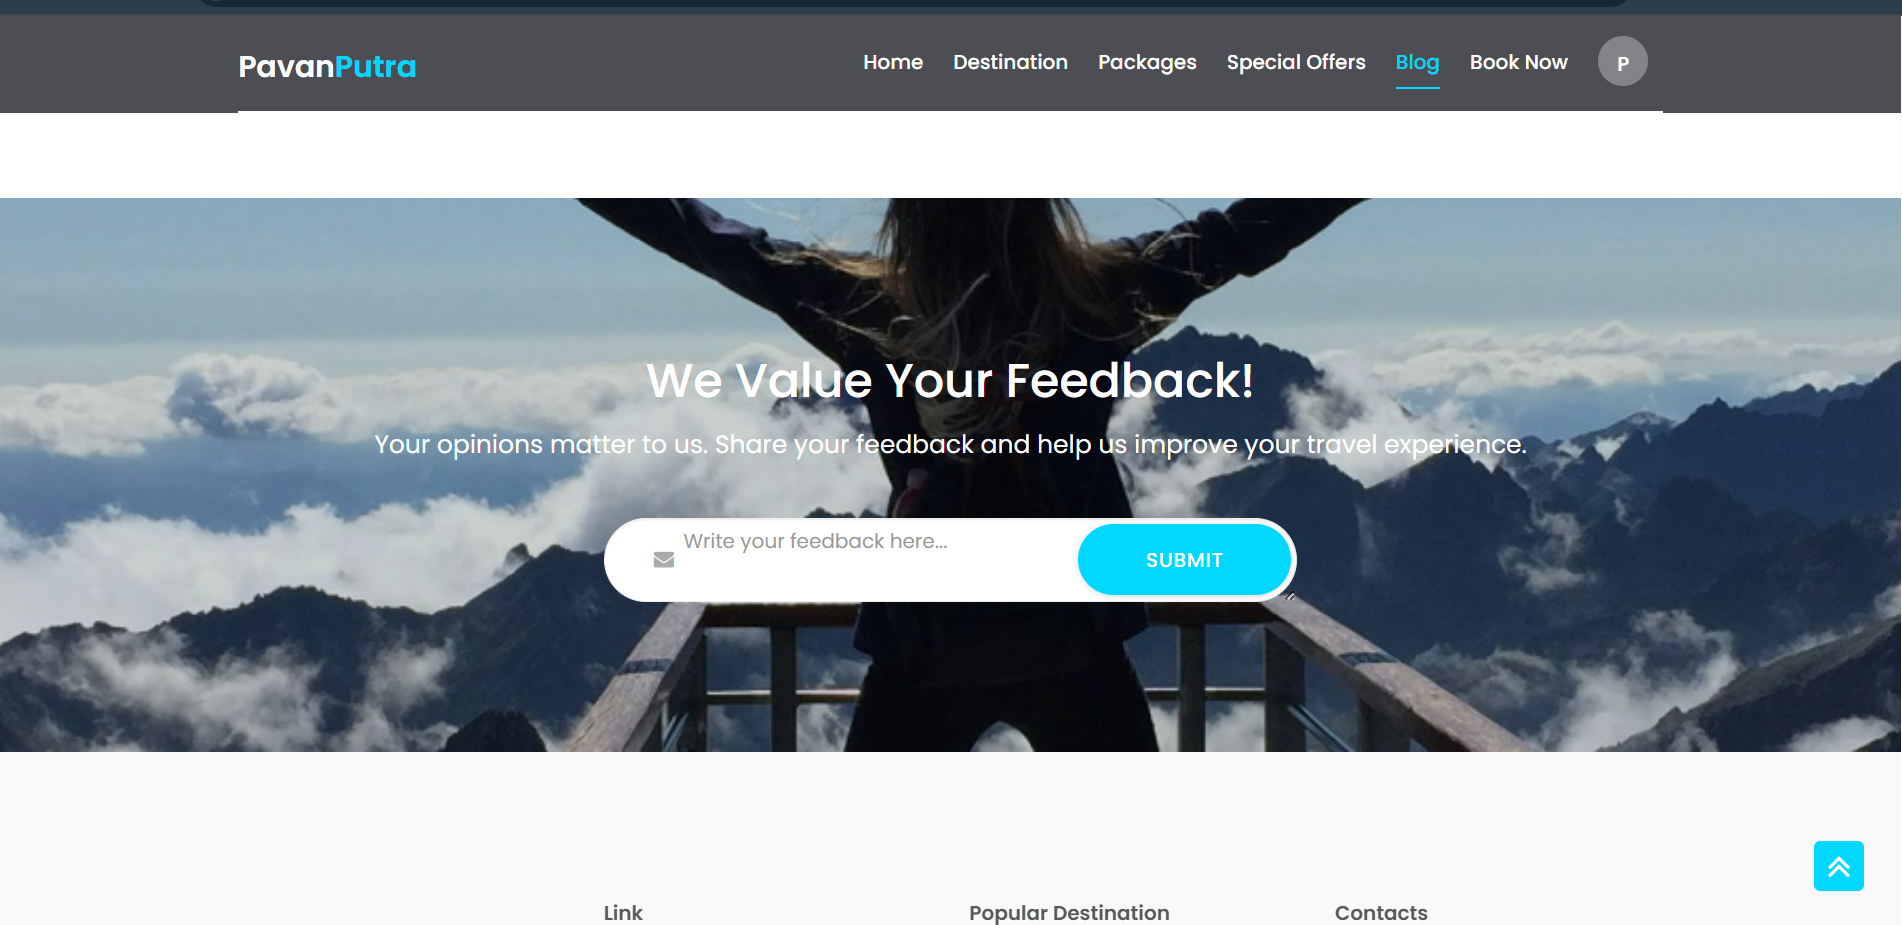 PavanPutra
Home Destination Packages Special Offers Blog Book Now P
We Value Your Feedback!
Your opinions matter to us. Share your feedback and help us improve your travel experience.
Write your feedback here...
SUBMIT
Link Popular Destination Contacts